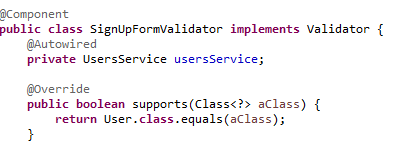 @Component
public class SignUpFormValidator implements Validator {
    @Autowired
    private UsersService usersService;

    @Override
    public boolean supports(Class<?> aClass) {
        return User.class.equals(aClass);
    }